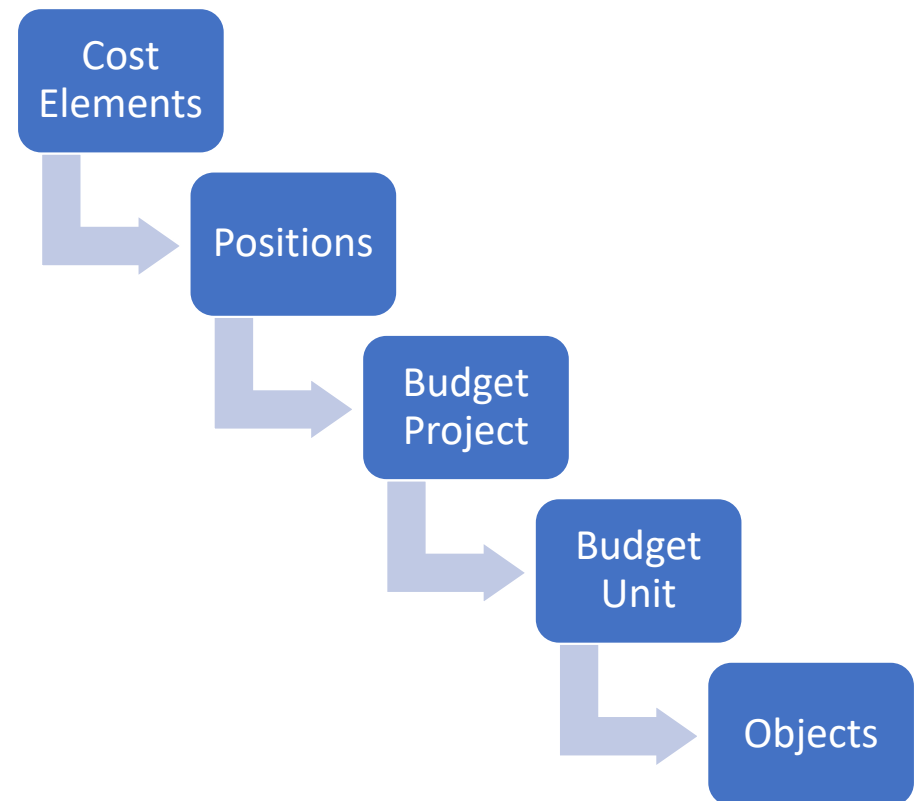 Cost
Elements
Positions
Budget
Project
Budget
Unit
Objects